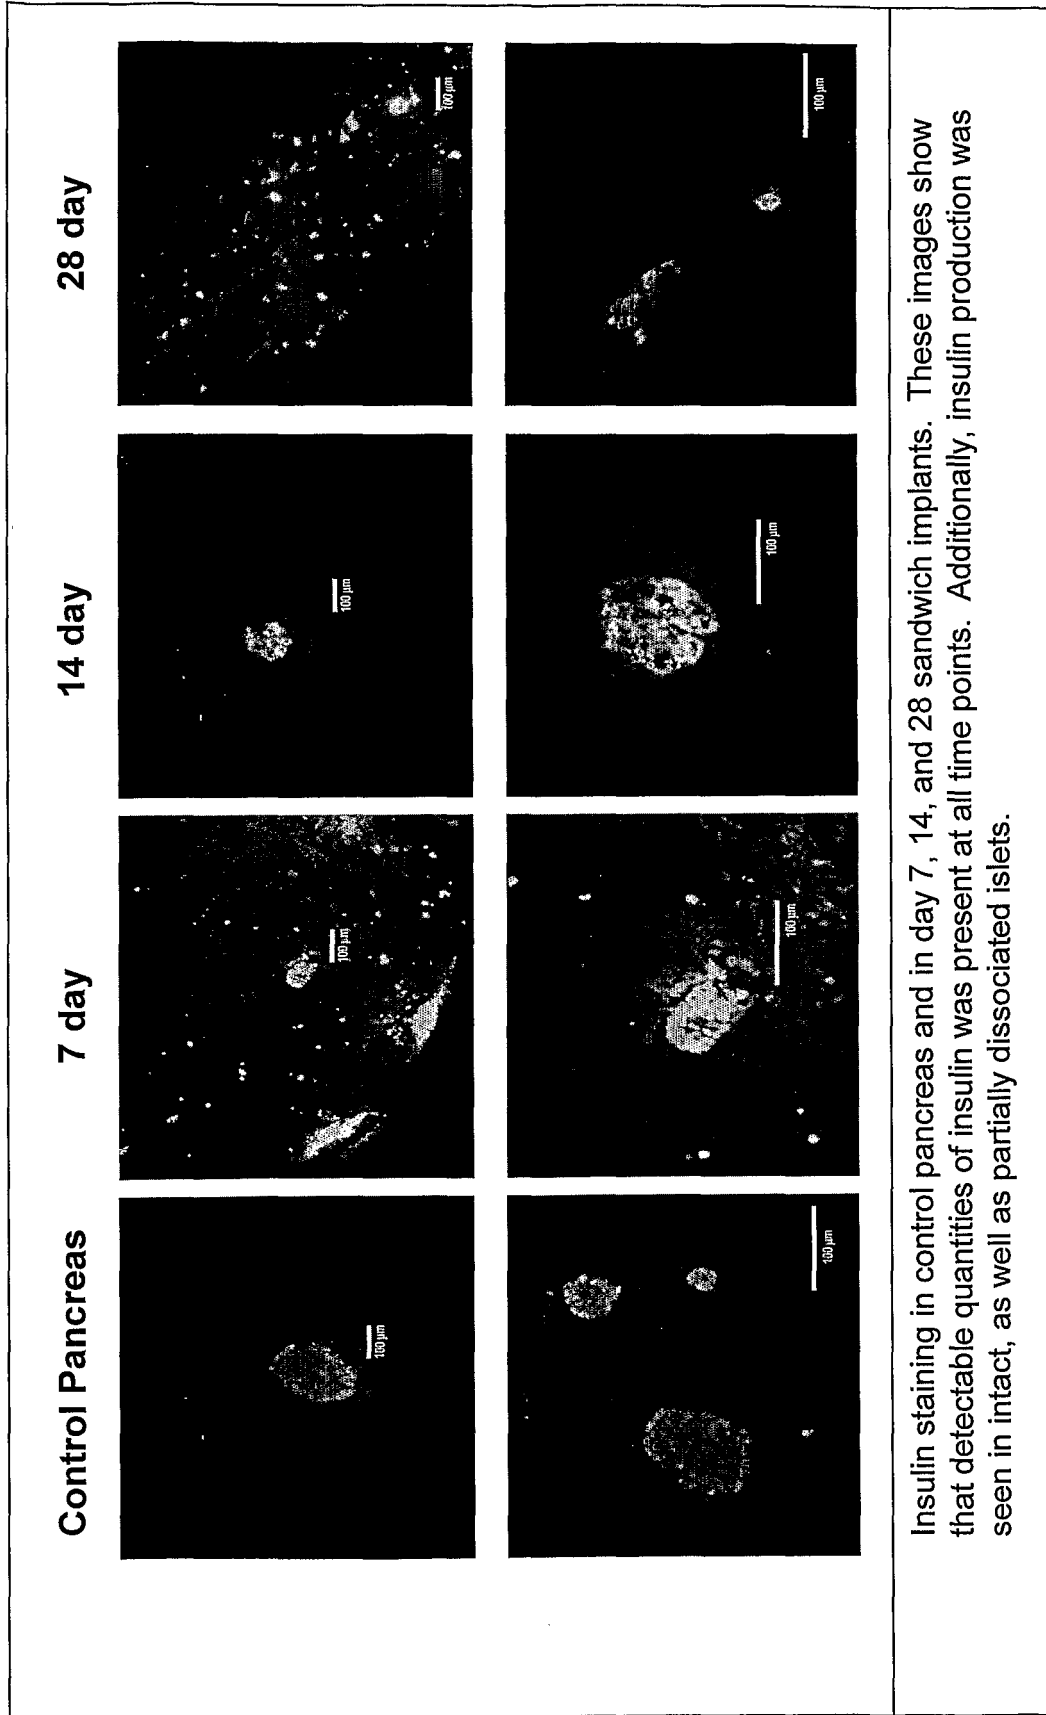 Control Pancreas
7 day
14 day
28 day
100 µm
100 µm
100 µm
100 µm
100 µm
100 µm
100 µm
100 µm
Insulin staining in control pancreas and in day 7, 14, and 28 sandwich implants. These images show
that detectable quantities of insulin was present at all time points. Additionally, insulin production was
seen in intact, as well as partially dissociated islets.